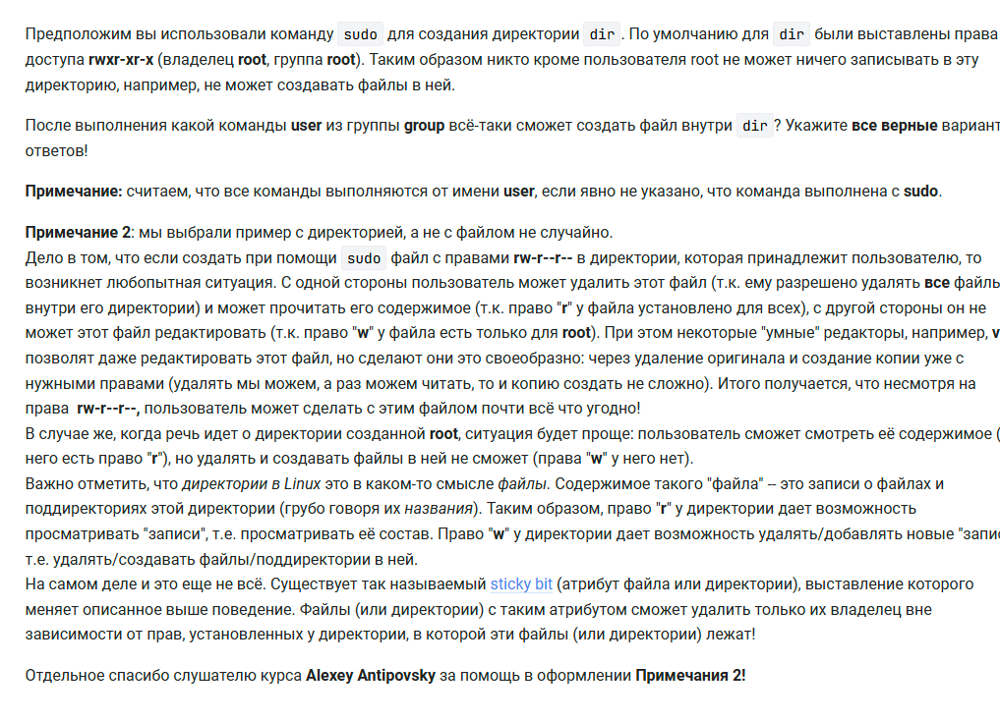 Предположим вы использовали команду sudo для создания директории dir. По умолчанию для dir были выставлены права
доступа rwxr-xr-x (владелец root, группа root). Таким образом никто кроме пользователя root не может ничего записывать в эту
директорию, например, не может создавать файлы в ней.
После выполнения какой команды user из группы group всё-таки сможет создать файл внутри dir? Укажите все верные вариант
ответов!
Примечание: считаем, что все команды выполняются от имени user, если явно не указано, что команда выполнена с sudo.
Примечание 2: мы выбрали пример с директорией, а не с файлом не случайно.
Дело в том, что если создать при помощи sudo файл с правами rw-r--r-- в директории, которая принадлежит пользователю, то
возникнет любопытная ситуация. С одной стороны пользователь может удалить этот файл (т.к. ему разрешено удалять все файль
внутри его директории) и может прочитать его содержимое (т.к. право "r" у файла установлено для всех), с другой стороны он не
может этот файл редактировать (т.к. право "w" у файла есть только для root). При этом некоторые "умные" редакторы, например, v
позволят даже редактировать этот файл, но сделают они это своеобразно: через удаление оригинала и создание копии уже с
нужными правами (удалять мы можем, а раз можем читать, то и копию создать не сложно). Итого получается, что несмотря на
права rw-r--r--, пользователь может сделать с этим файлом почти всё что угодно!
В случае же, когда речь идет о директории созданной root, ситуация будет проще: пользователь сможет смотреть её содержимое (
него есть право "r"), но удалять и создавать файлы в ней не сможет (права "w" у него нет).
Важно отметить, что директории в Linux это в каком-то смысле файлы. Содержимое такого "файла" -- это записи о файлах и
поддиректориях этой директории (грубо говоря их названия). Таким образом, право "r" у директории дает возможность
просматривать "записи", т.е. просматривать её состав. Право "w" у директории дает возможность удалять/добавлять новые "запис
т.е. удалять/создавать файлы/поддиректории в ней.
На самом деле и это еще не всё. Существует так называемый sticky bit (атрибут файла или директории), выставление которого
меняет описанное выше поведение. Файлы (или директории) с таким атрибутом сможет удалить только их владелец вне
зависимости от прав, установленных у директории, в которой эти файлы (или директории) лежат!
Отдельное спасибо слушателю курса Alexey Antipovsky за помощь в оформлении Примечания 2!